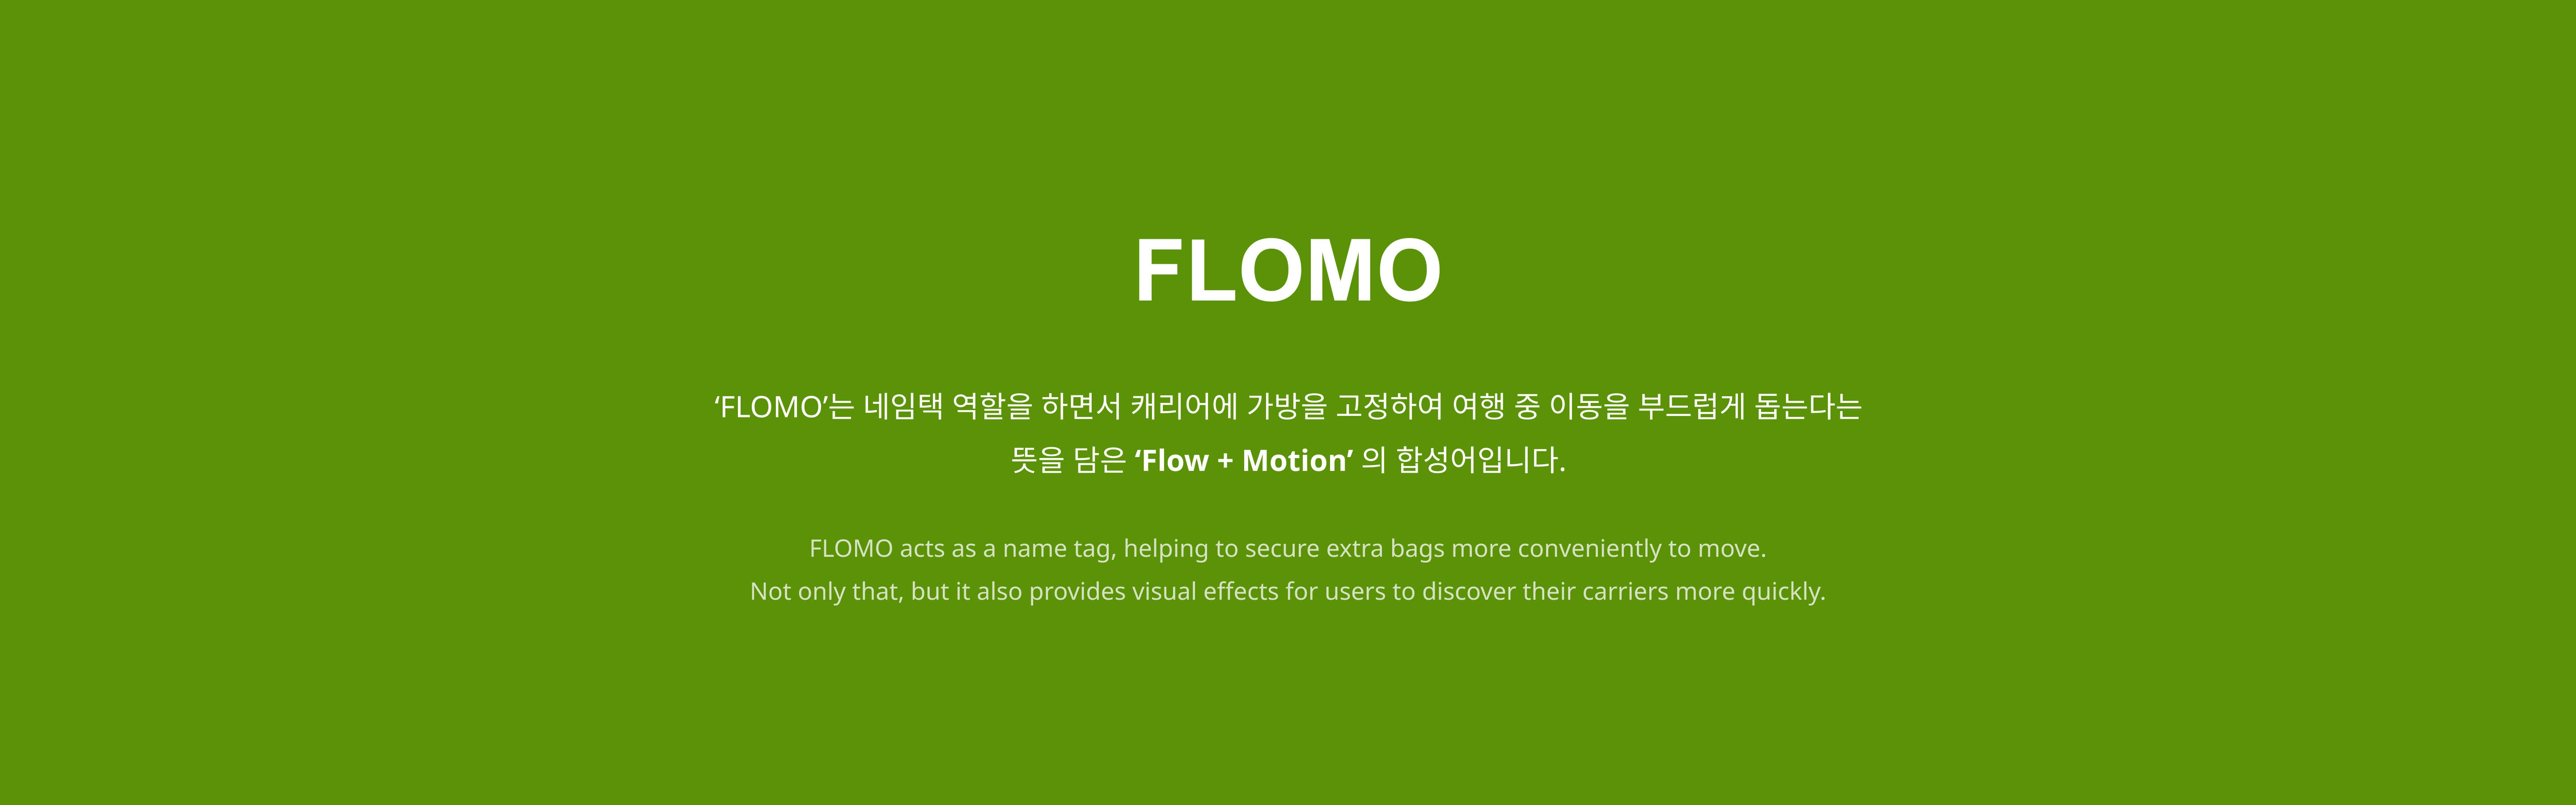 FLOMO
‘FLOMO’는 네임택 역할을 하면서 캐리어에 가방을 고정하여 여행 중 이동을 부드럽게 돕는다는
뜻을 담은 ‘Flow + Motion’ 의 합성어입니다.
FLOMO acts as a name tag, helping to secure extra bags more conveniently to move.
Not only that, but it also provides visual effects for users to discover their carriers more quickly.